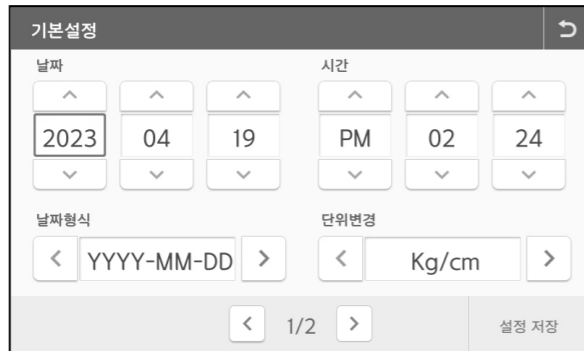 기본설정
날짜 시간
2023 04 19 PM 02 24
날짜형식 단위변경
YYYY-MM-DD Kg/cm
1/2 설정 저장